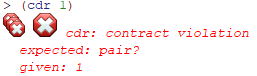 > (cdr 1)
cdr: contract violation
expected: pair?
given: 1